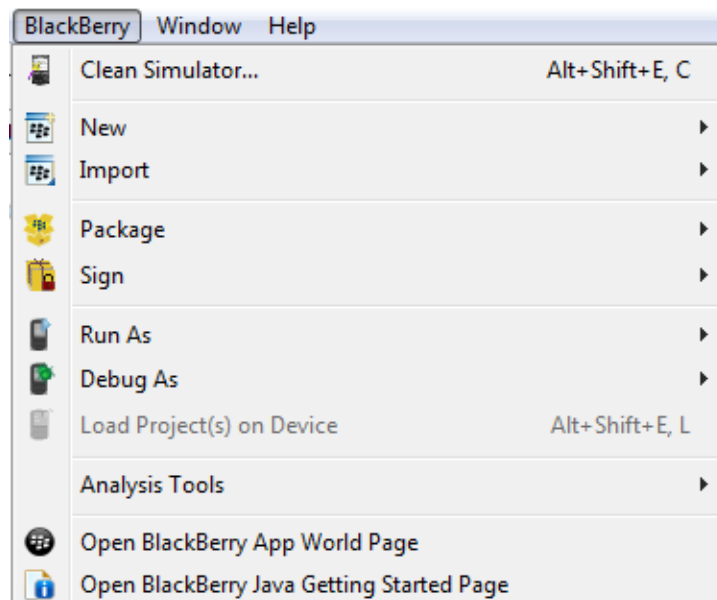 BlackBerry Window Help
Clean Simulator... Alt+Shift+E, C
New
Import
Package
Sign
Run As
Debug As
Load Project(s) on Device Alt+Shift+E, L
Analysis Tools
Open BlackBerry App World Page
Open BlackBerry Java Getting Started Page